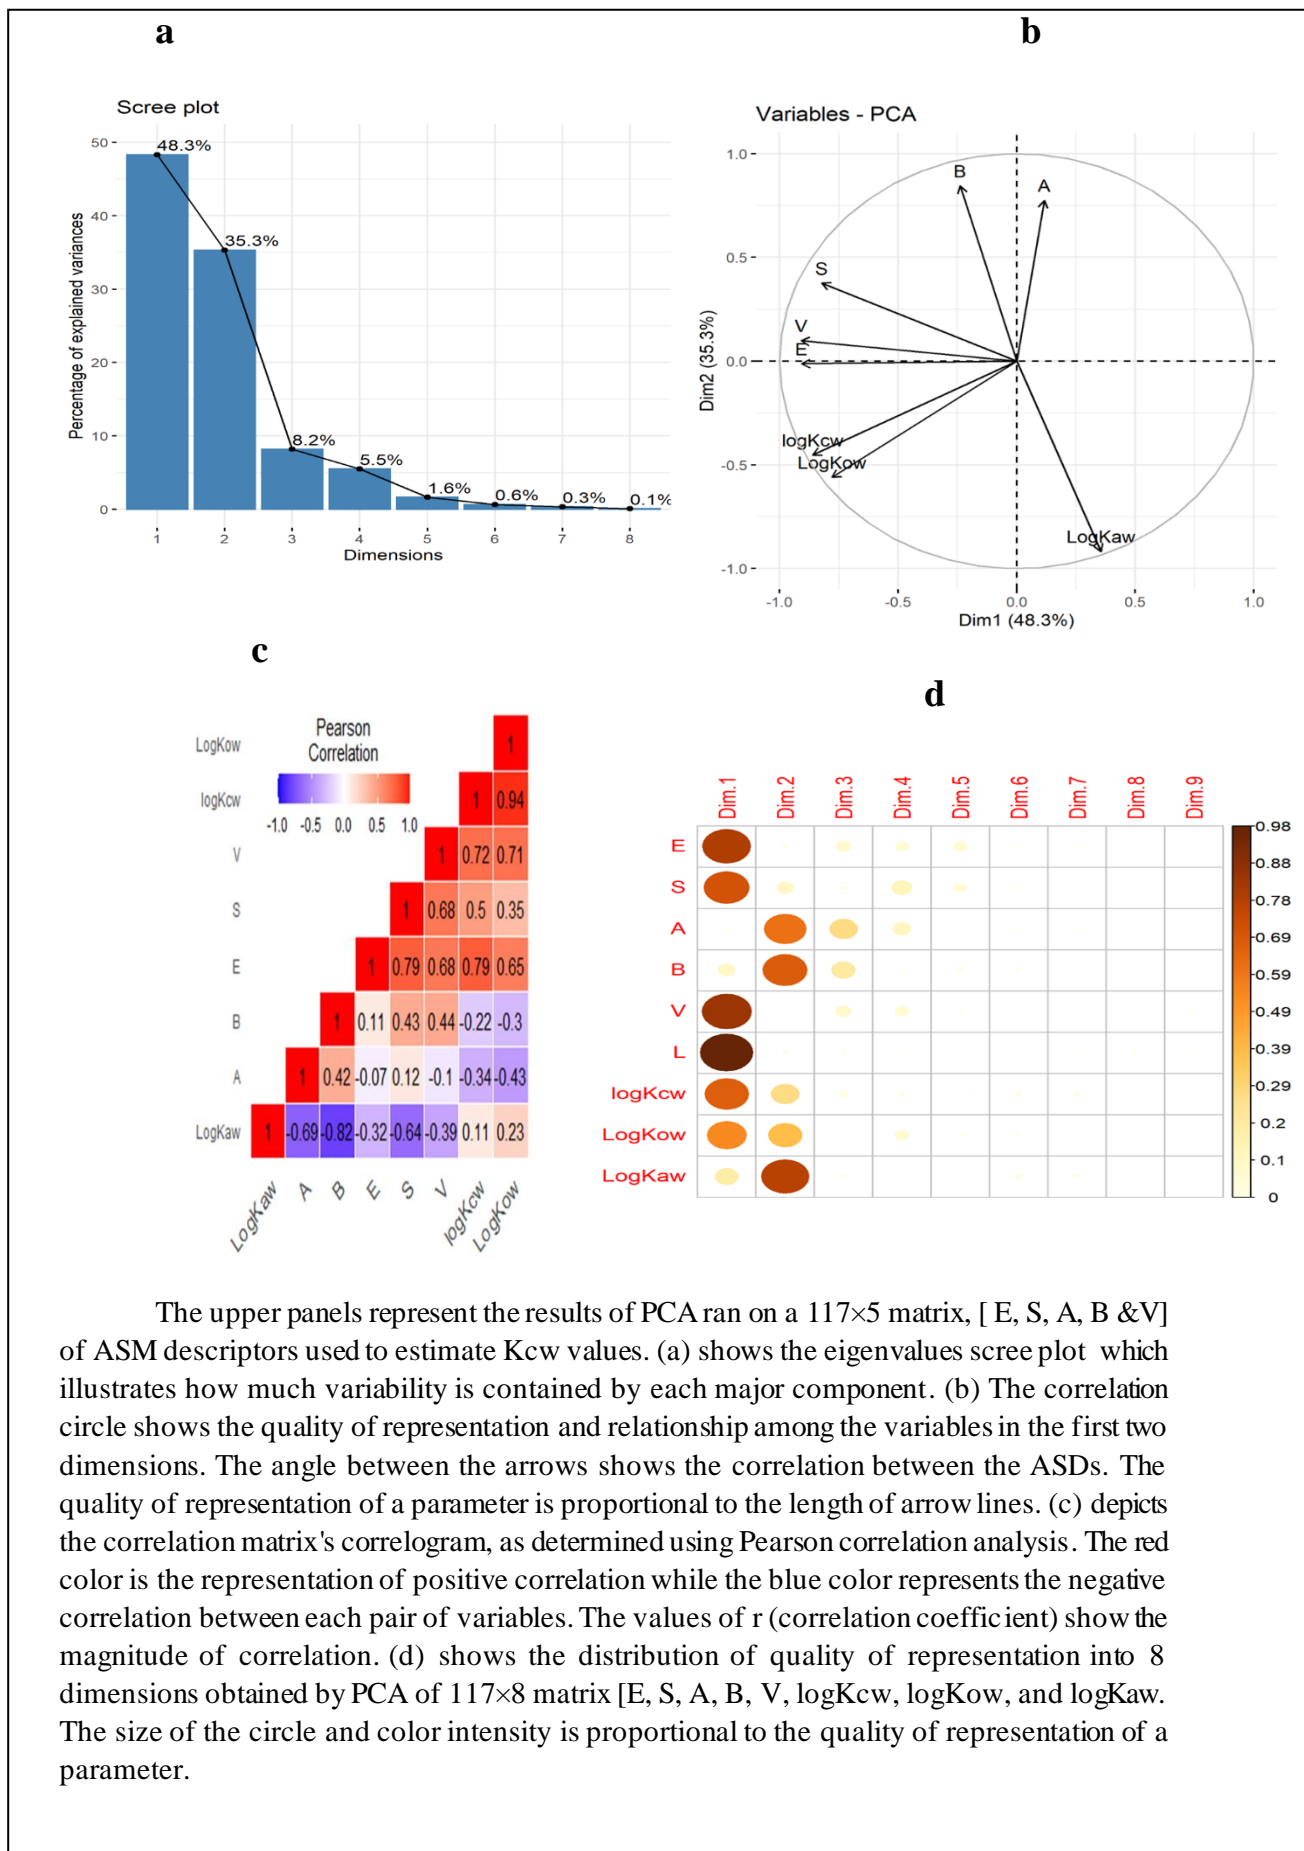 a
b
Scree plot
Percentage of explained variances
50
40
30
20
10
0
48.3%
35.3%
8.2%
5.5%
1.6%
0.6%
0.3%
0.1%
1 2 3 4 5 6 7 8
Dimensions
Variables - PCA
Dim2 (35.3%)
1.0
0.5
0.0
-0.5
-1.0
B
A
S
V
E
logKcw
LogKow
LogKaw
-1.0 -0.5 0.0 0.5 1.0
Dim1 (48.3%)
c
d
Pearson
Correlation
-1.0 -0.5 0.0 0.5 1.0
LogKow 1
logKcw 1 0.94
V 1 0.72 0.71
S 1 0.68 0.5 0.35
E 1 0.79 0.68 0.79 0.65
B 1 0.11 0.43 0.44 -0.22 -0.3
A 1 0.42 -0.07 0.12 -0.1 -0.34 -0.43
LogKaw 1 -0.69 -0.82 -0.32 -0.64 -0.39 0.11 0.23
LogKaw A B E S V logKcw LogKow
Dim.1 Dim.2 Dim.3 Dim.4 Dim.5 Dim.6 Dim.7 Dim.8 Dim.9
E
S
A
B
V
L
logKcw
LogKow
LogKaw
0.98
0.88
0.78
0.69
0.59
0.49
0.39
0.29
0.2
0.1
0
The upper panels represent the results of PCA ran on a 117×5 matrix, [ E, S, A, B &V]
of ASM descriptors used to estimate Kcw values. (a) shows the eigenvalues scree plot which
illustrates how much variability is contained by each major component. (b) The correlation
circle shows the quality of representation and relationship among the variables in the first two
dimensions. The angle between the arrows shows the correlation between the ASDs. The
quality of representation of a parameter is proportional to the length of arrow lines. (c) depicts
the correlation matrix's correlogram, as determined using Pearson correlation analysis. The red
color is the representation of positive correlation while the blue color represents the negative
correlation between each pair of variables. The values of r (correlation coefficient) show the
magnitude of correlation. (d) shows the distribution of quality of representation into 8
dimensions obtained by PCA of 117×8 matrix [E, S, A, B, V, logKcw, logKow, and logKaw.
The size of the circle and color intensity is proportional to the quality of representation of a
parameter.